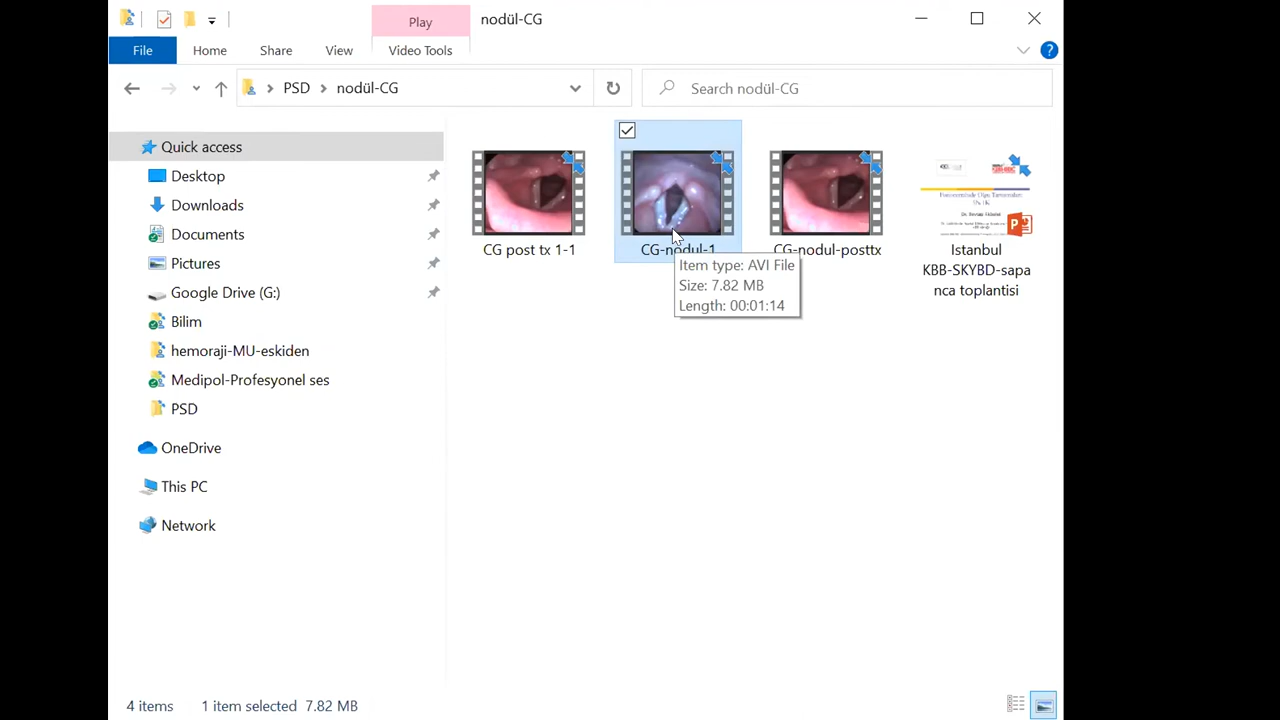 Play
nodül-CG
File
Home
Share
View
Video Tools
?
PSD
nodül-CG
Search nodül-CG
Quick access
Desktop
Downloads
Documents
Pictures
Google Drive (G:)
Bilim
hemoraji-MU-eskiden
Medipol-Profesyonel ses
PSD
OneDrive
This PC
Network
CG post tx 1-1
CG-nodul-1
CG-nodul-posttx
Istanbul
KBB-SKYBD-sapa
nca toplantisi
Item type: AVI File
Size: 7.82 MB
Length: 00:01:14
4 items
1 item selected 7.82 MB